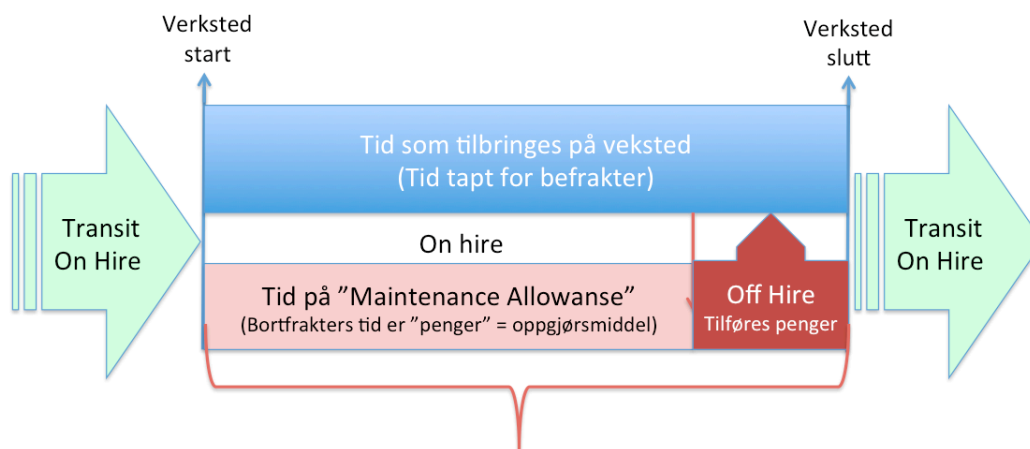 Verksted
start
Verksted
slutt
Tid som tilbringes på veksted
(Tid tapt for befrakter)
Transit
On Hire
On hire
Tid på ”Maintenance Allowanse”
(Bortfrakters tid er ”penger” = oppgjørsmiddel)
Off Hire
Tilføres penger
Transit
On Hire